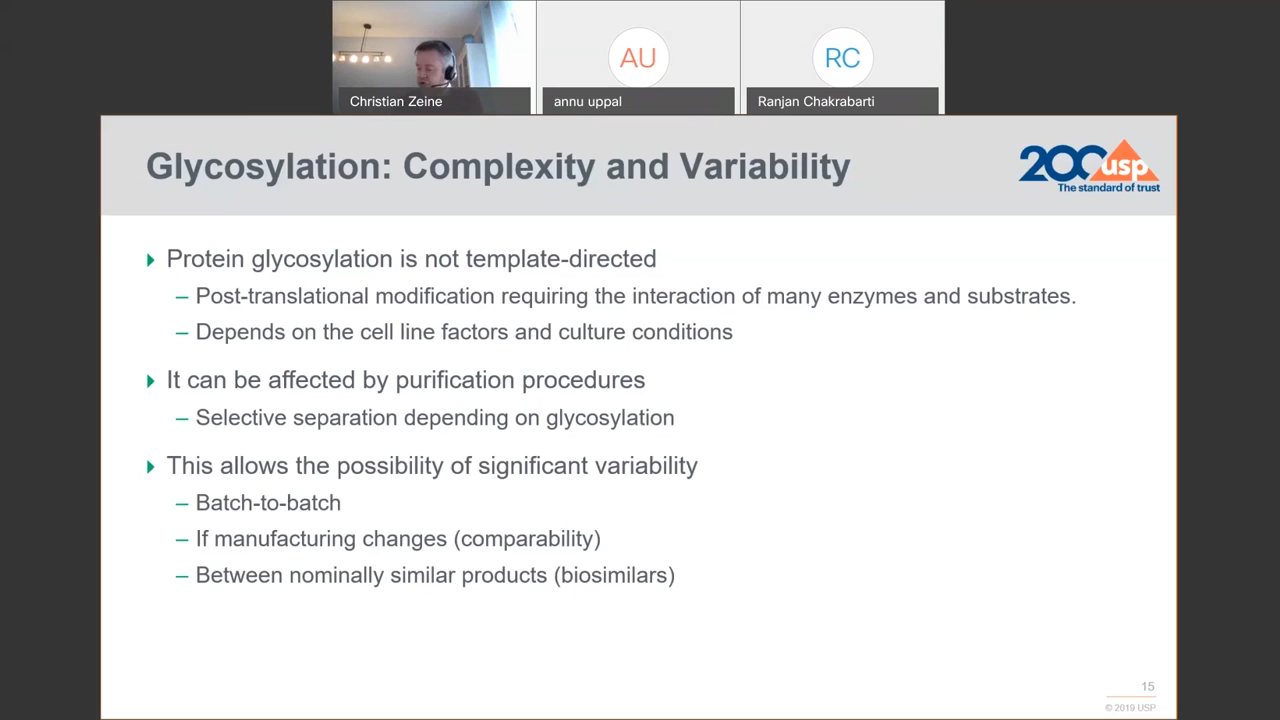 AU
RC
Christian Zeine
annu uppal
Ranjan Chakrabarti
Glycosylation: Complexity and Variability
200 usp
The standard of trust
Protein glycosylation is not template-directed
– Post-translational modification requiring the interaction of many enzymes and substrates.
– Depends on the cell line factors and culture conditions
It can be affected by purification procedures
– Selective separation depending on glycosylation
This allows the possibility of significant variability
– Batch-to-batch
– If manufacturing changes (comparability)
– Between nominally similar products (biosimilars)
15
© 2019 USP